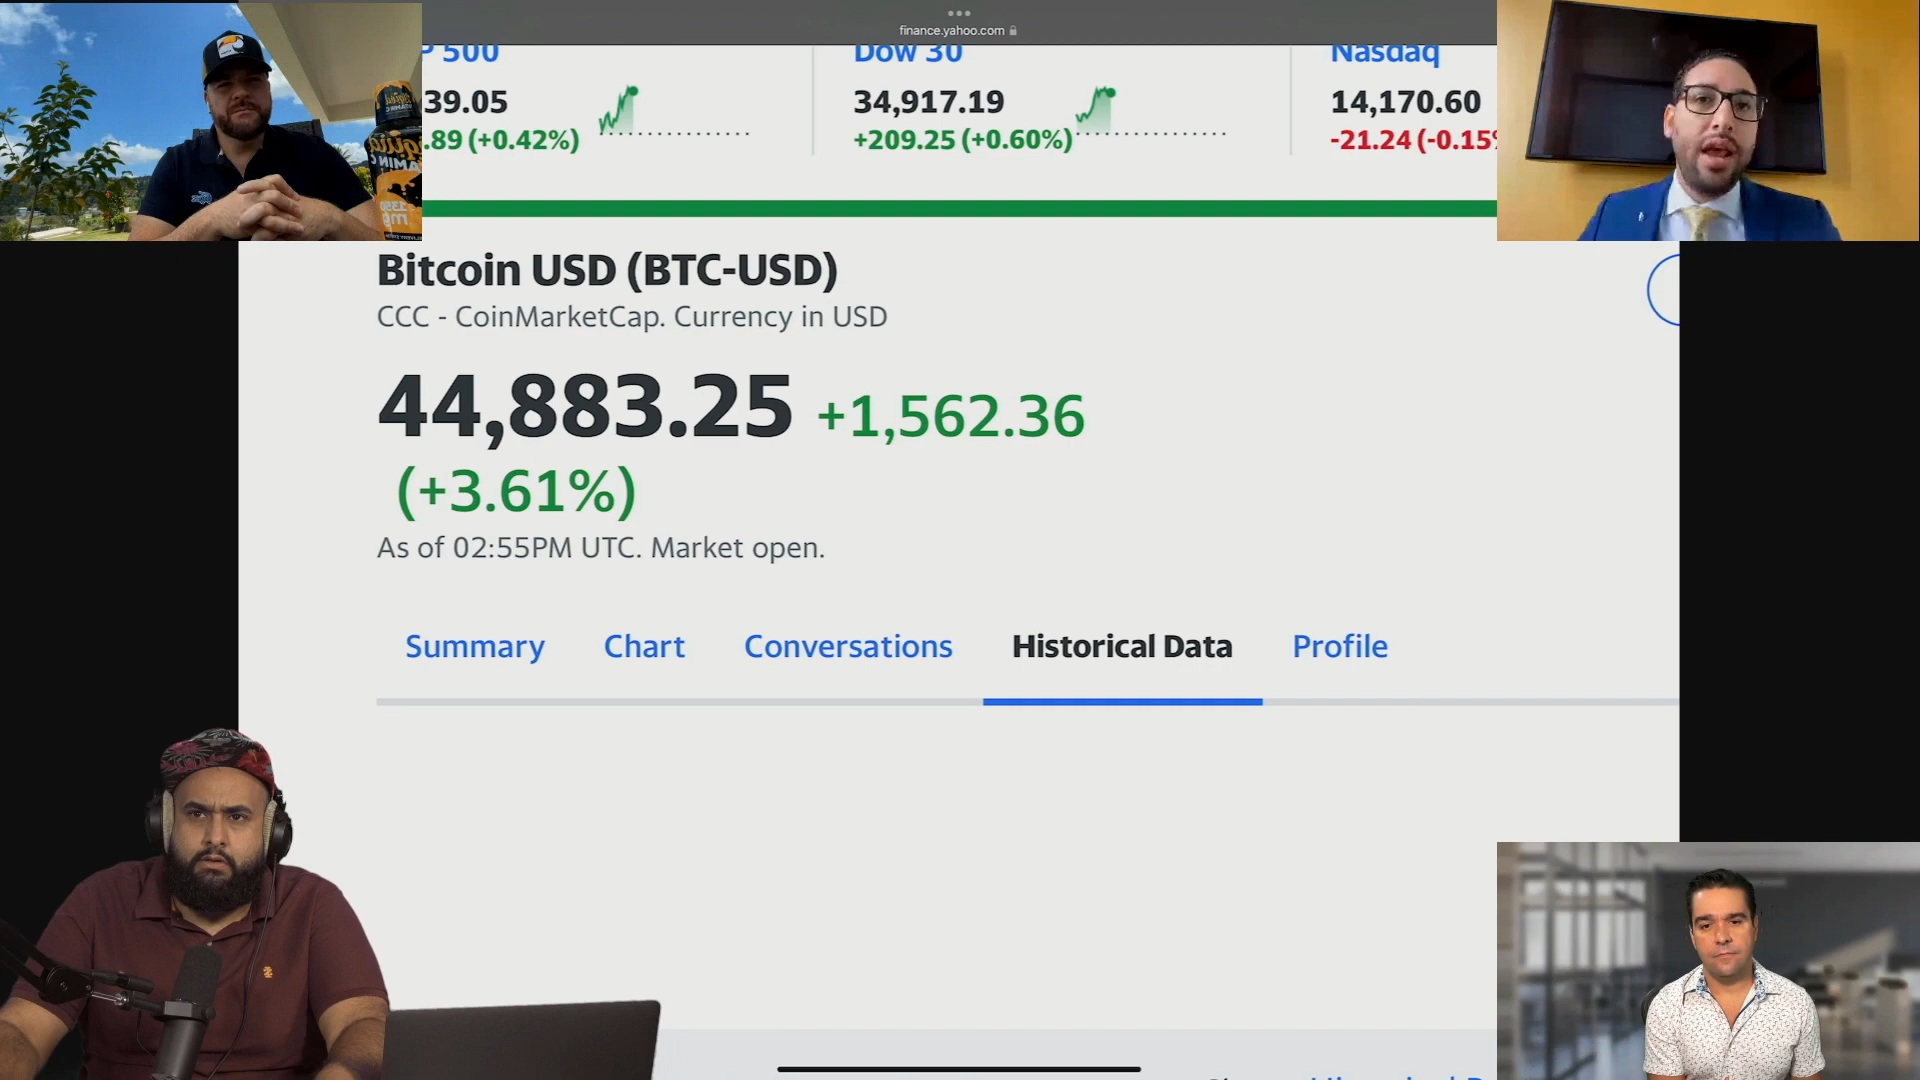 finance.yahoo.com
P 500
Dow 30
Nasdaq
39.05
34,917.19
14,170.60
.89 (+0.42%)
+209.25 (+0.60%)
-21.24 (-0.15%
Bitcoin USD (BTC-USD)
CCC - CoinMarketCap. Currency in USD
44,883.25 +1,562.36
(+3.61%)
As of 02:55PM UTC. Market open.
Summary
Chart
Conversations
Historical Data
Profile